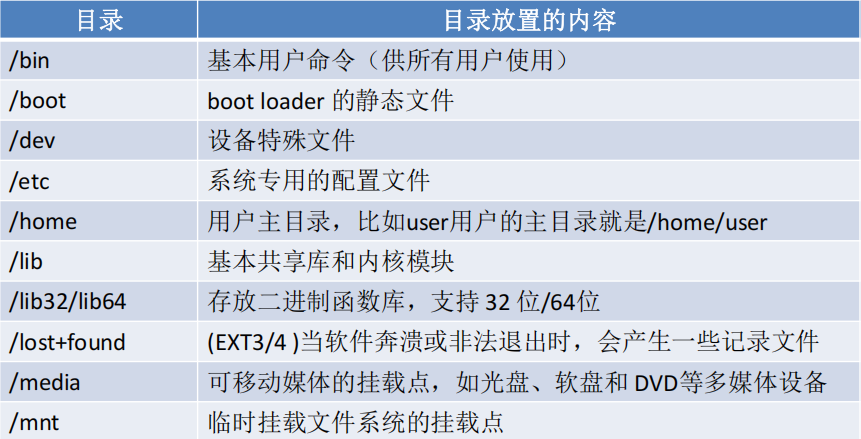 目录 目录放置的内容
/bin 基本用户命令（供所有用户使用）
/boot boot loader 的静态文件
/dev 设备特殊文件
/etc 系统专用的配置文件
/home 用户主目录，比如user用户的主目录就是/home/user
/lib 基本共享库和内核模块
/lib32/lib64 存放二进制函数库，支持 32 位/64位
/lost+found (EXT3/4 )当软件奔溃或非法退出时，会产生一些记录文件
/media 可移动媒体的挂载点，如光盘、软盘和 DVD等多媒体设备
/mnt 临时挂载文件系统的挂载点